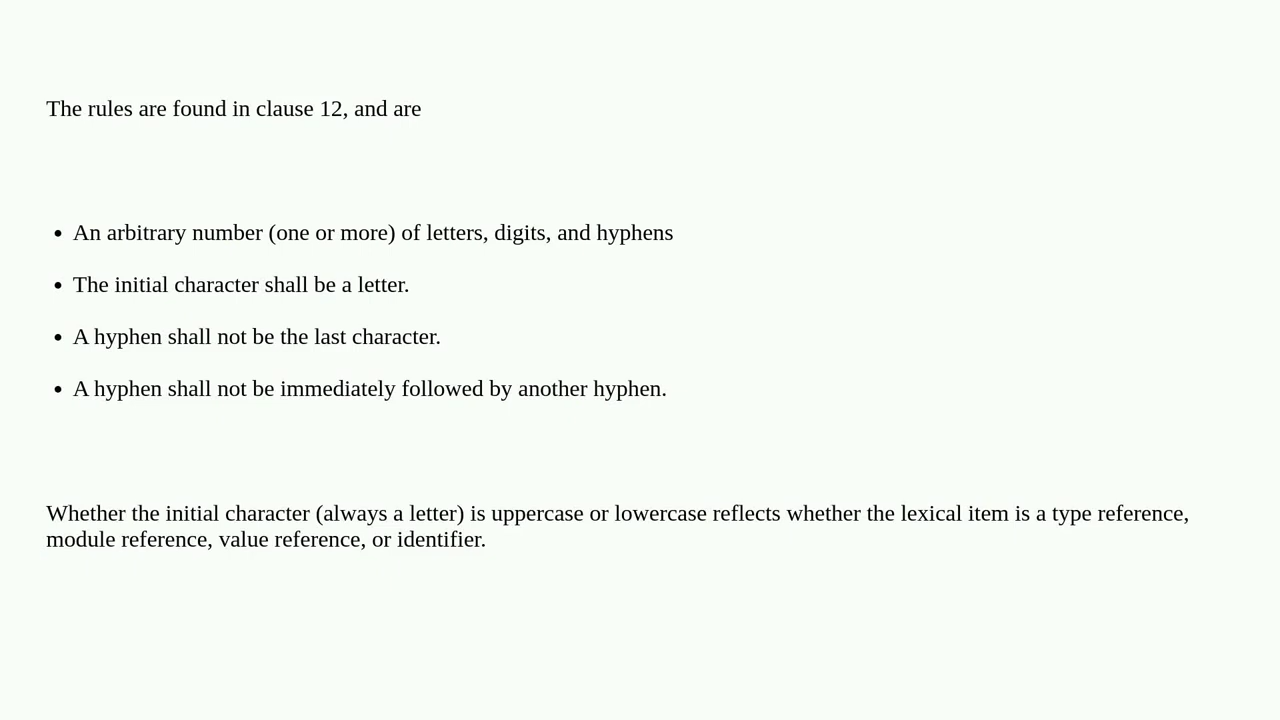 The rules are found in clause 12, and are
• An arbitrary number (one or more) of letters, digits, and hyphens
• The initial character shall be a letter.
• A hyphen shall not be the last character.
• A hyphen shall not be immediately followed by another hyphen.
Whether the initial character (always a letter) is uppercase or lowercase reflects whether the lexical item is a type reference,
module reference, value reference, or identifier.